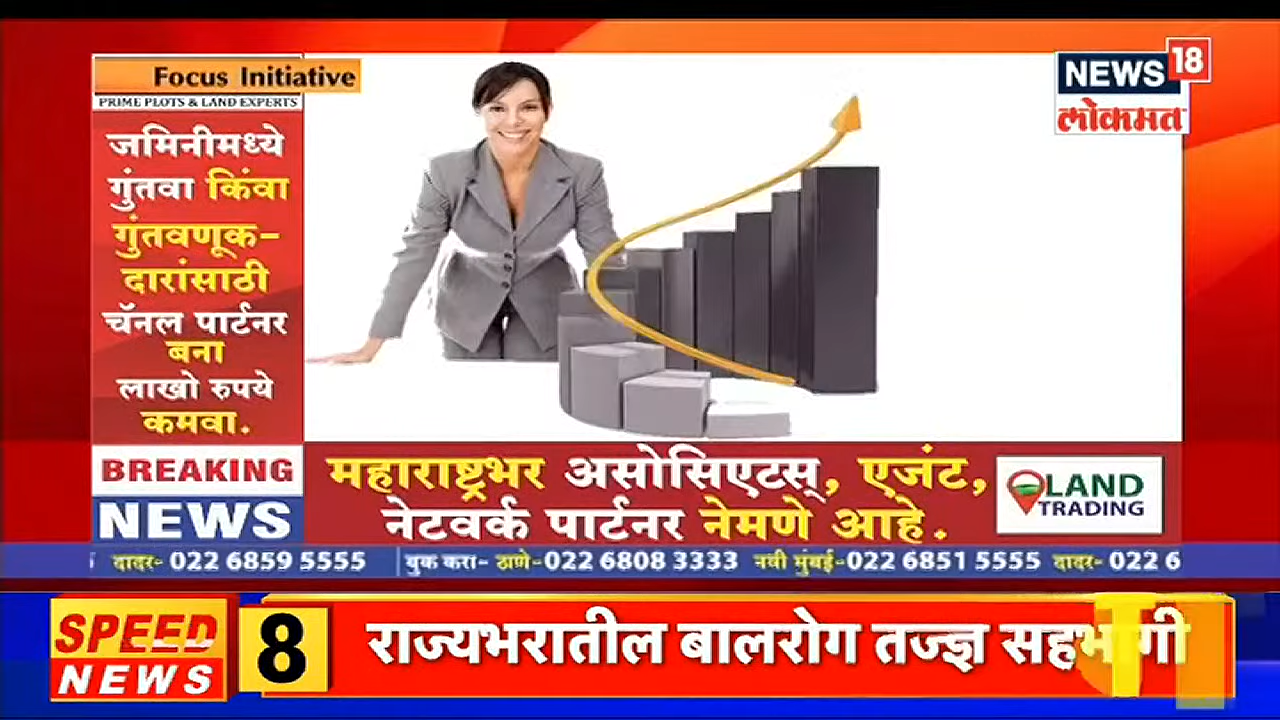 Focus Initiative
PRIME PLOTS & LAND EXPERTS
जमिनीमध्ये
गुंतवा किंवा
गुंतवणूक-
दारांसाठी
चॅनल पार्टनर
बना
लाखो रुपये
कमवा.
NEWS 18
लोकमत
BREAKING
NEWS
महाराष्ट्रभर असोसिएटस्, एजंट,
नेटवर्क पार्टनर नेमणे आहे.
LAND
TRADING
दादर- 022 6859 5555 बुक करा- ठाणे-022 6808 3333 नवी मुंबई-022 6851 5555 दादर- 022 6
SPEED
NEWS
8
राज्यभरातील बालरोग तज्ज्ञ सहभागी